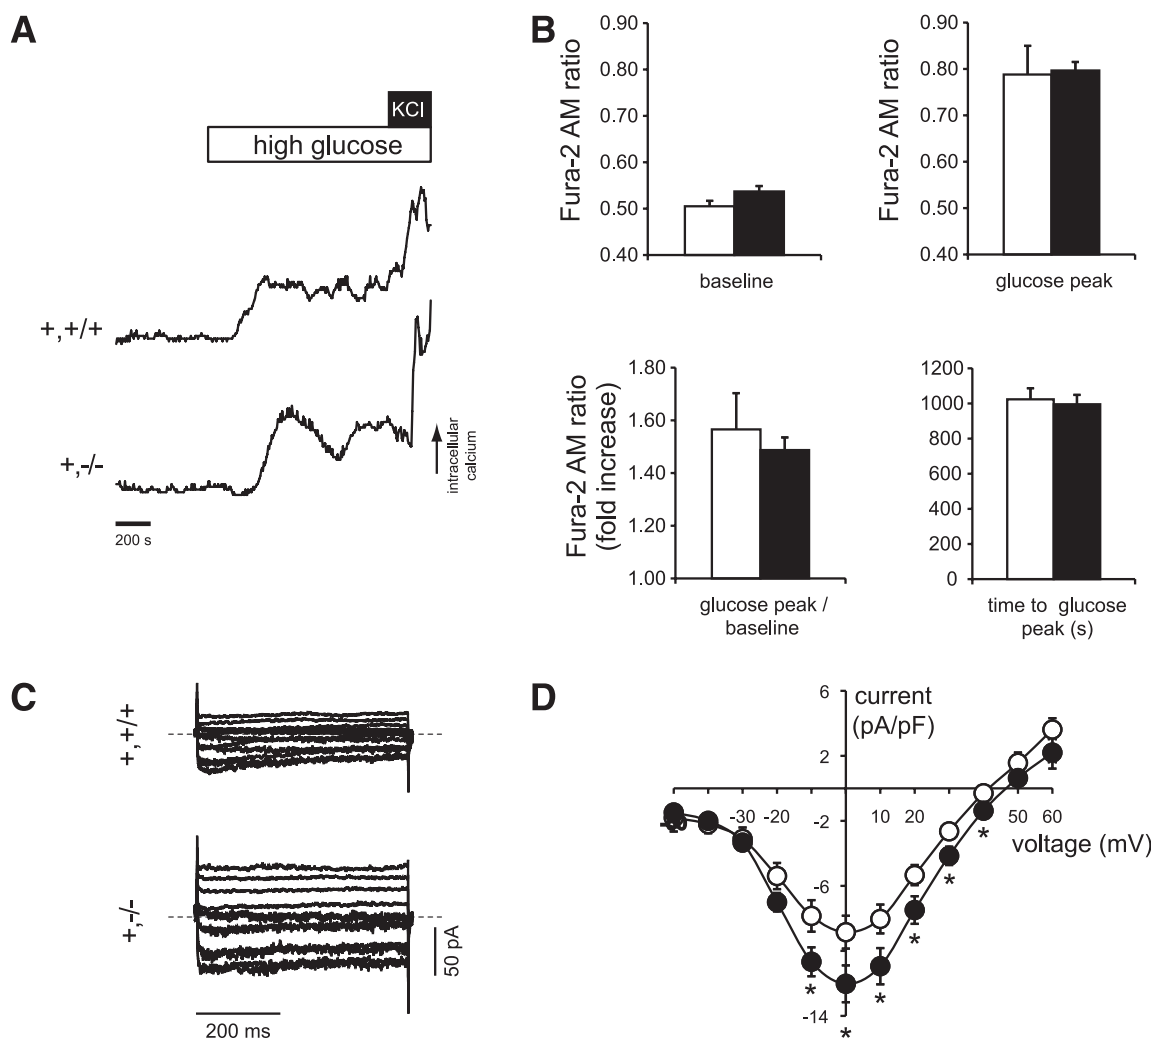 A
KCl
high glucose
+,+/+
+,-/-
intracellular
calcium
200 s
B
Fura-2 AM ratio
0.90
0.80
0.70
0.60
0.50
0.40
baseline
Fura-2 AM ratio
0.90
0.80
0.70
0.60
0.50
0.40
glucose peak
Fura-2 AM ratio
(fold increase)
1.80
1.60
1.40
1.20
1.00
glucose peak /
baseline
1200
1000
800
600
400
200
0
time to glucose
peak (s)
C
+,+/+
+,-/-
50 pA
200 ms
D
6
current
(pA/pF)
2
-30 -20 10 20 50 60
-2
voltage (mV)
*
*
-6
*
* *
-14
*